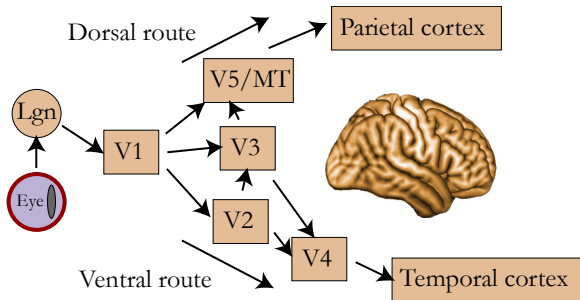 Dorsal route
Parietal cortex
V5/MT
Lgn
V1
V3
Eye
V2
V4
Ventral route
Temporal cortex